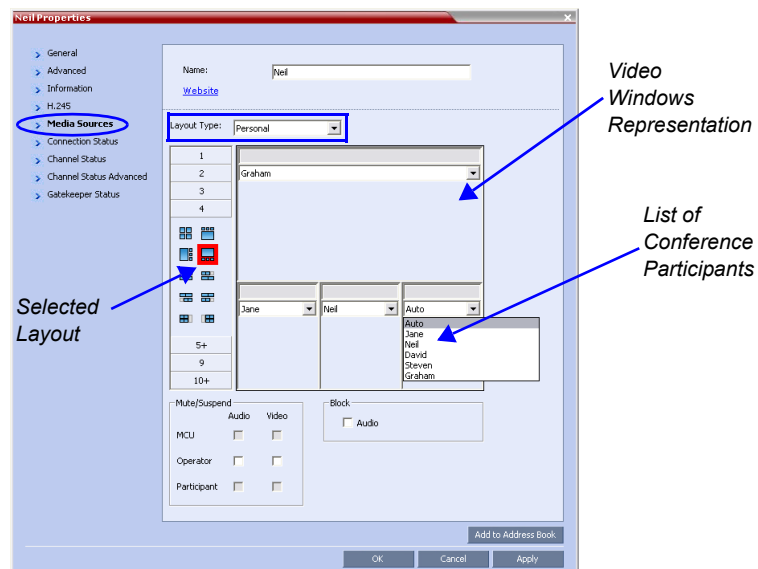 Neil Properties
General
Advanced
Information
H.245
Media Sources
Connection Status
Channel Status
Channel Status Advanced
Gatekeeper Status
Name: Neil
Website
Layout Type: Personal
1
2
3
4
5+
9
10+
Graham
Jane
Neil
Auto
Auto
Jane
Neil
David
Steven
Graham
Mute/Suspend
Audio Video
MCU
Operator
Participant
Block
Audio
Add to Address Book
OK Cancel Apply
Video
Windows
Representation
List of
Conference
Participants
Selected
Layout